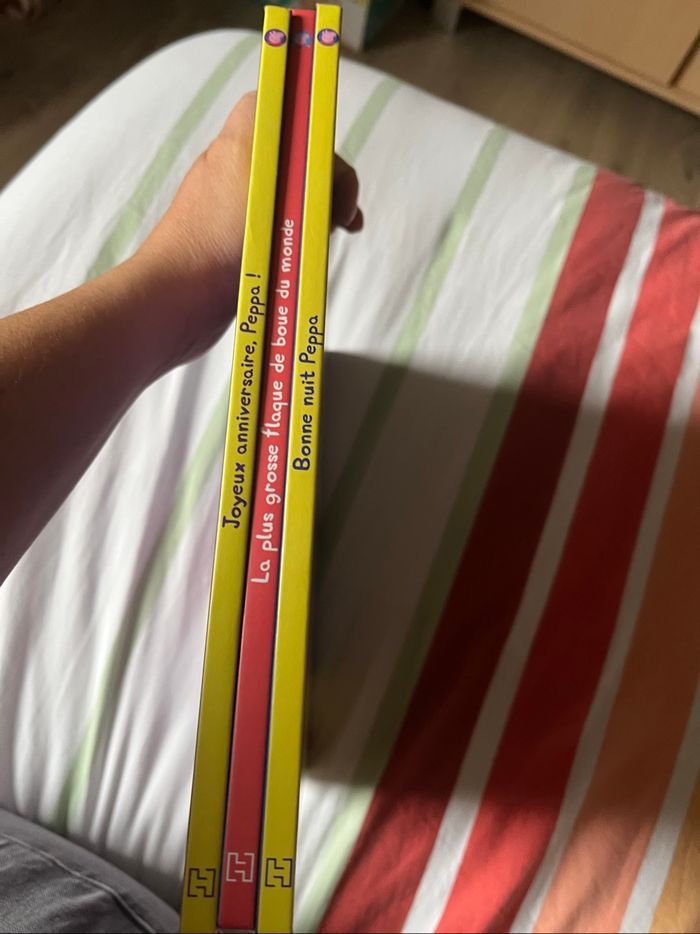 Joyeux anniversaire, Peppa !
La plus grosse flaque de boue du monde
Bonne nuit Peppa
H
H
H